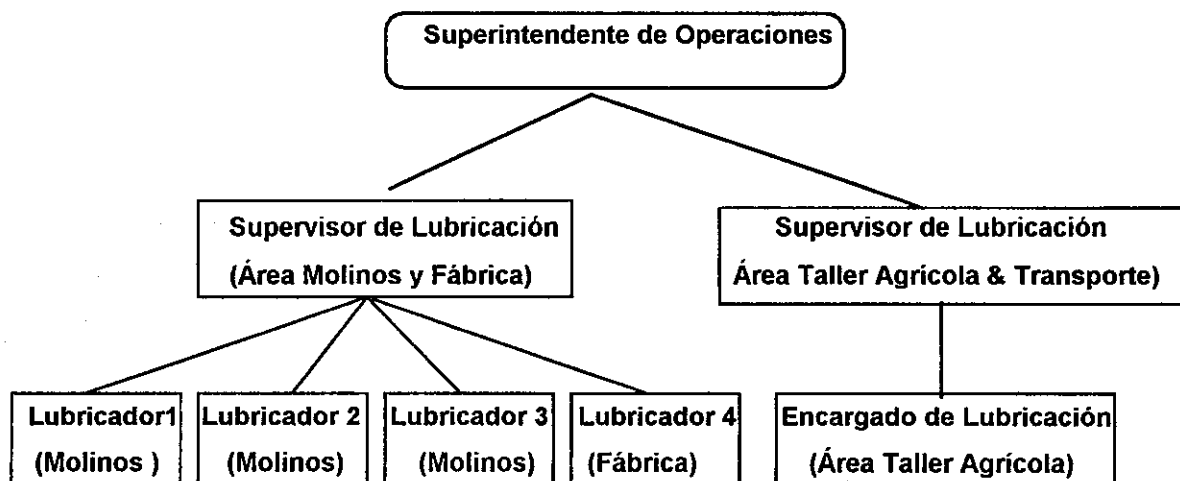 Superintendente de Operaciones
Supervisor de Lubricación
(Área Molinos y Fábrica)
Supervisor de Lubricación
Área Taller Agrícola & Transporte)
Lubricador1
(Molinos )
Lubricador 2
(Molinos)
Lubricador 3
(Molinos)
Lubricador 4
(Fábrica)
Encargado de Lubricación
(Área Taller Agrícola)